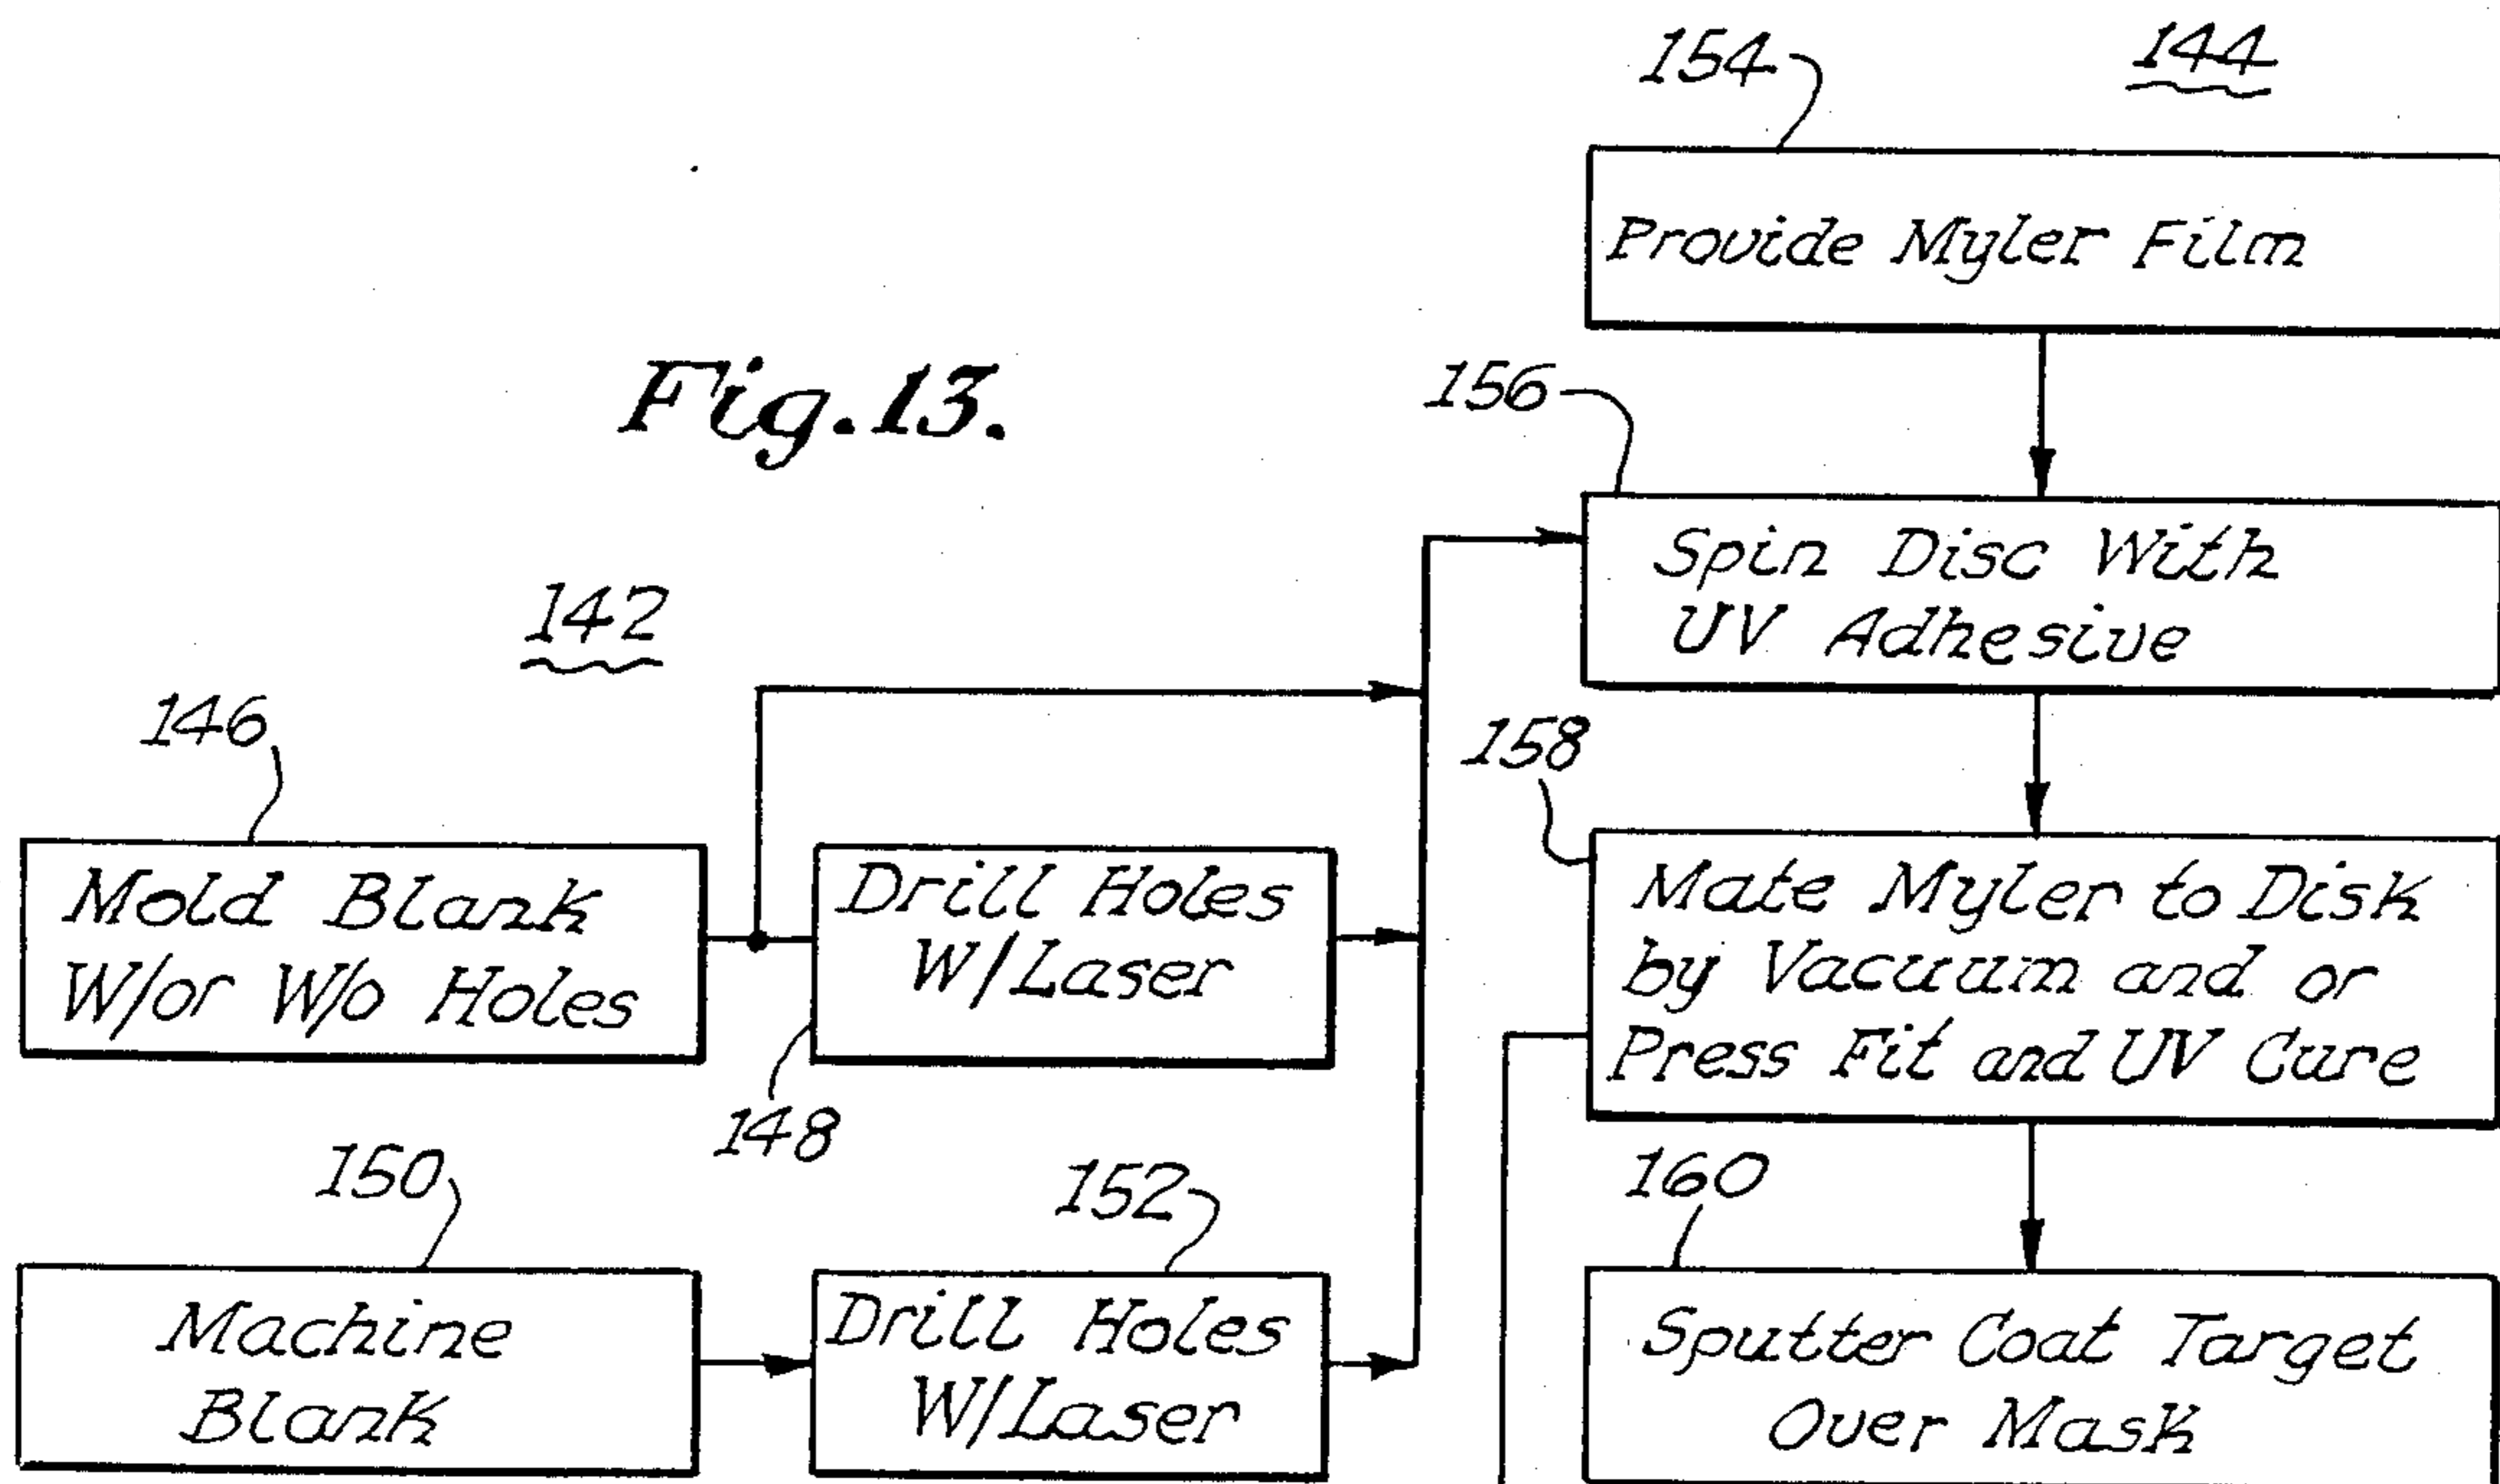 154
144
Provide Myler Film
Fig.13.
156
Spin Disc With
UV Adhesive
142
146
158
Mold Blank
W/or W/o Holes
Drill Holes
W/Laser
148
Mate Myler to Disk
by Vacuum and or
Press Fit and UV Cure
150
152
160
Machine
Blank
Drill Holes
W/Laser
Sputter Coat Target
Over Mask